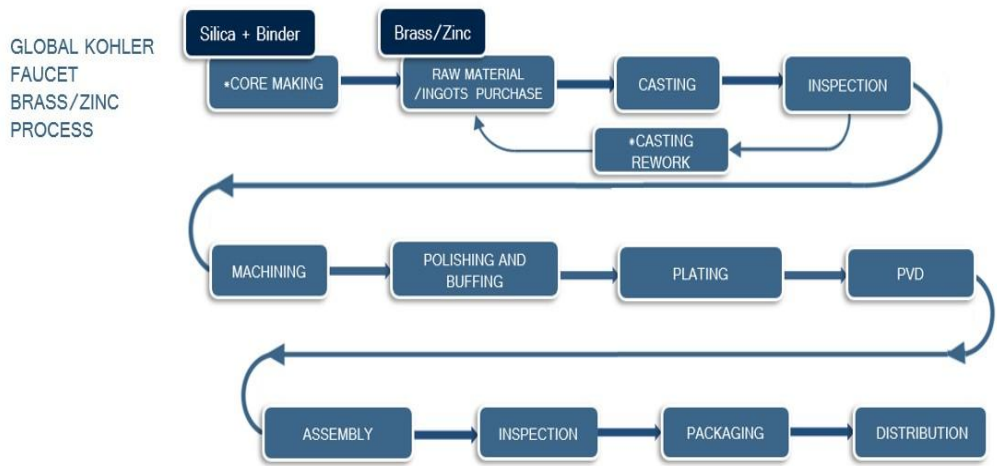 GLOBAL KOHLER
FAUCET
BRASS/ZINC
PROCESS
Silica + Binder
Brass/Zinc
*CORE MAKING
RAW MATERIAL
/INGOTS PURCHASE
CASTING
INSPECTION
*CASTING
REWORK
MACHINING
POLISHING AND
BUFFING
PLATING
PVD
ASSEMBLY
INSPECTION
PACKAGING
DISTRIBUTION